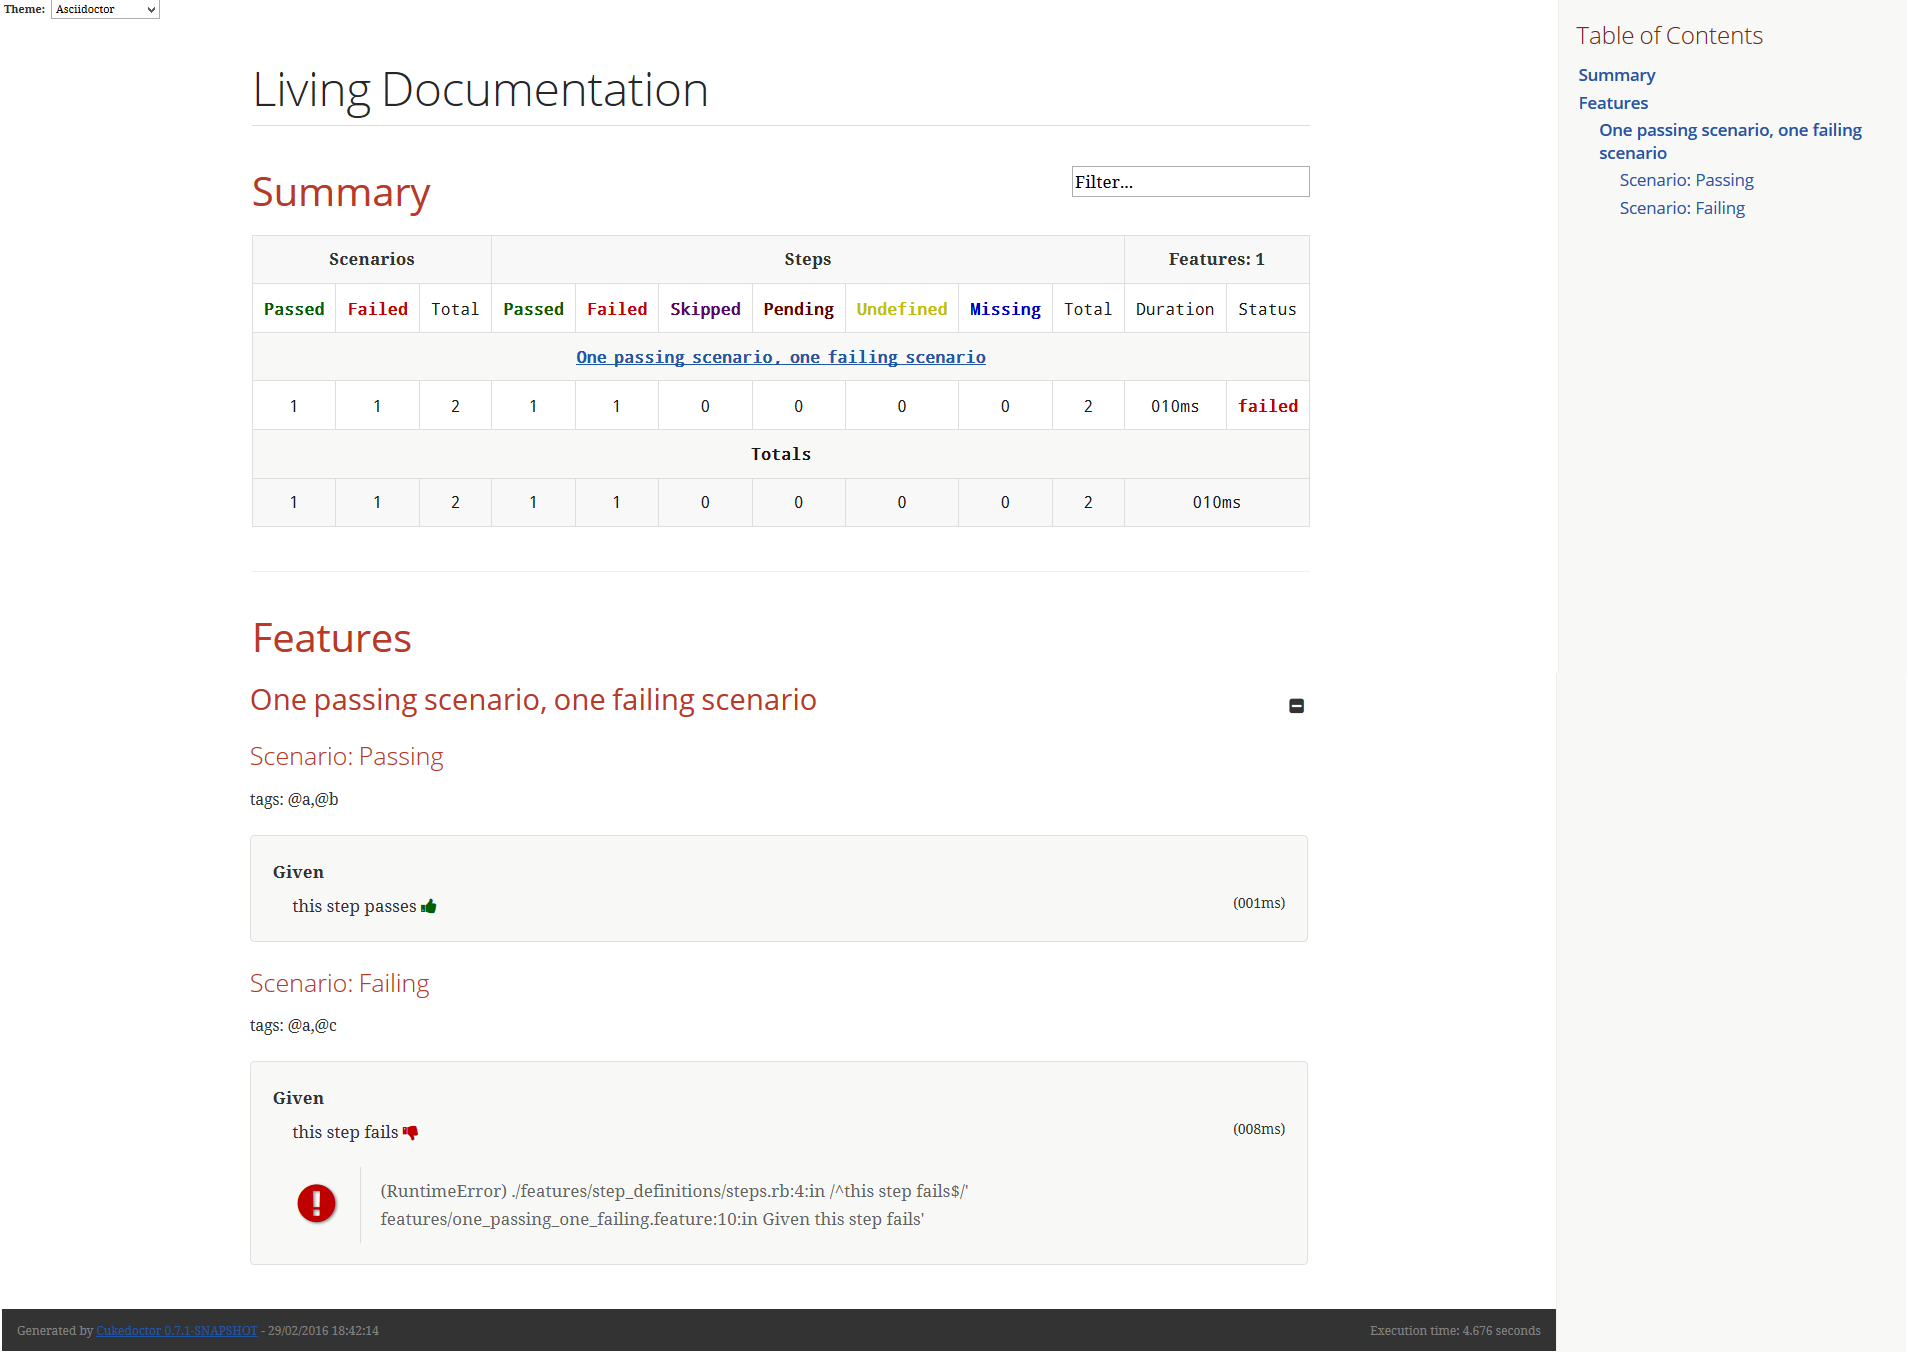 Theme: Asciidoctor
Living Documentation
Summary
Filter...
Scenarios Steps Features: 1
Passed Failed Total Passed Failed Skipped Pending Undefined Missing Total Duration Status
One passing scenario, one failing scenario
1 1 2 1 1 0 0 0 0 2 010ms failed
Totals
1 1 2 1 1 0 0 0 0 2 010ms
Features
One passing scenario, one failing scenario
Scenario: Passing
tags: @a,@b
Given
this step passes (001ms)
Scenario: Failing
tags: @a,@c
Given
this step fails (008ms)
(RuntimeError) ./features/step_definitions/steps.rb:4:in /^this step fails$/'
features/one_passing_one_failing.feature:10:in Given this step fails'
Generated by Cukedoctor 0.7.1-SNAPSHOT - 29/02/2016 18:42:14
Execution time: 4.676 seconds
Table of Contents
Summary
Features
One passing scenario, one failing
scenario
Scenario: Passing
Scenario: Failing